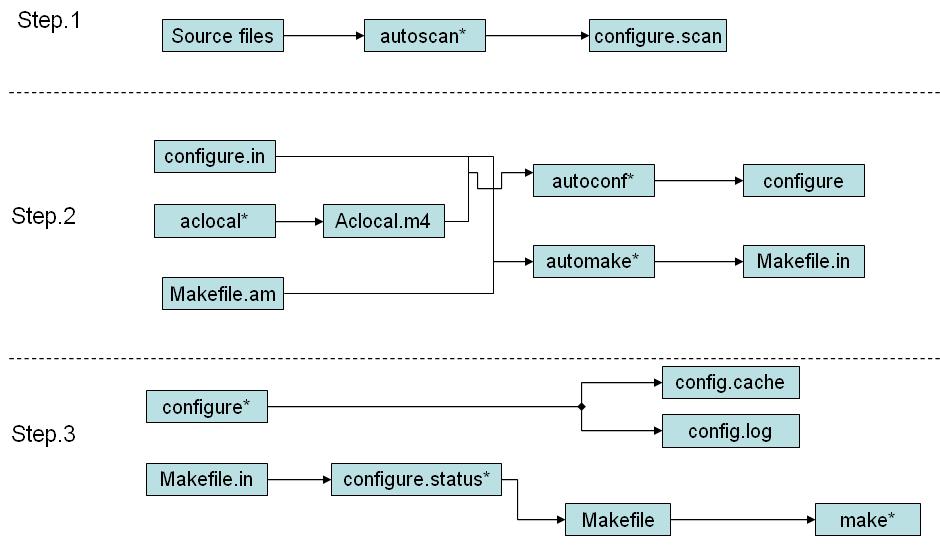 Step.1
Source files
autoscan*
configure.scan
configure.in
autoconf*
configure
Step.2
aclocal*
Aclocal.m4
automake*
Makefile.in
Makefile.am
config.cache
configure*
config.log
Step.3
Makefile.in
configure.status*
Makefile
make*